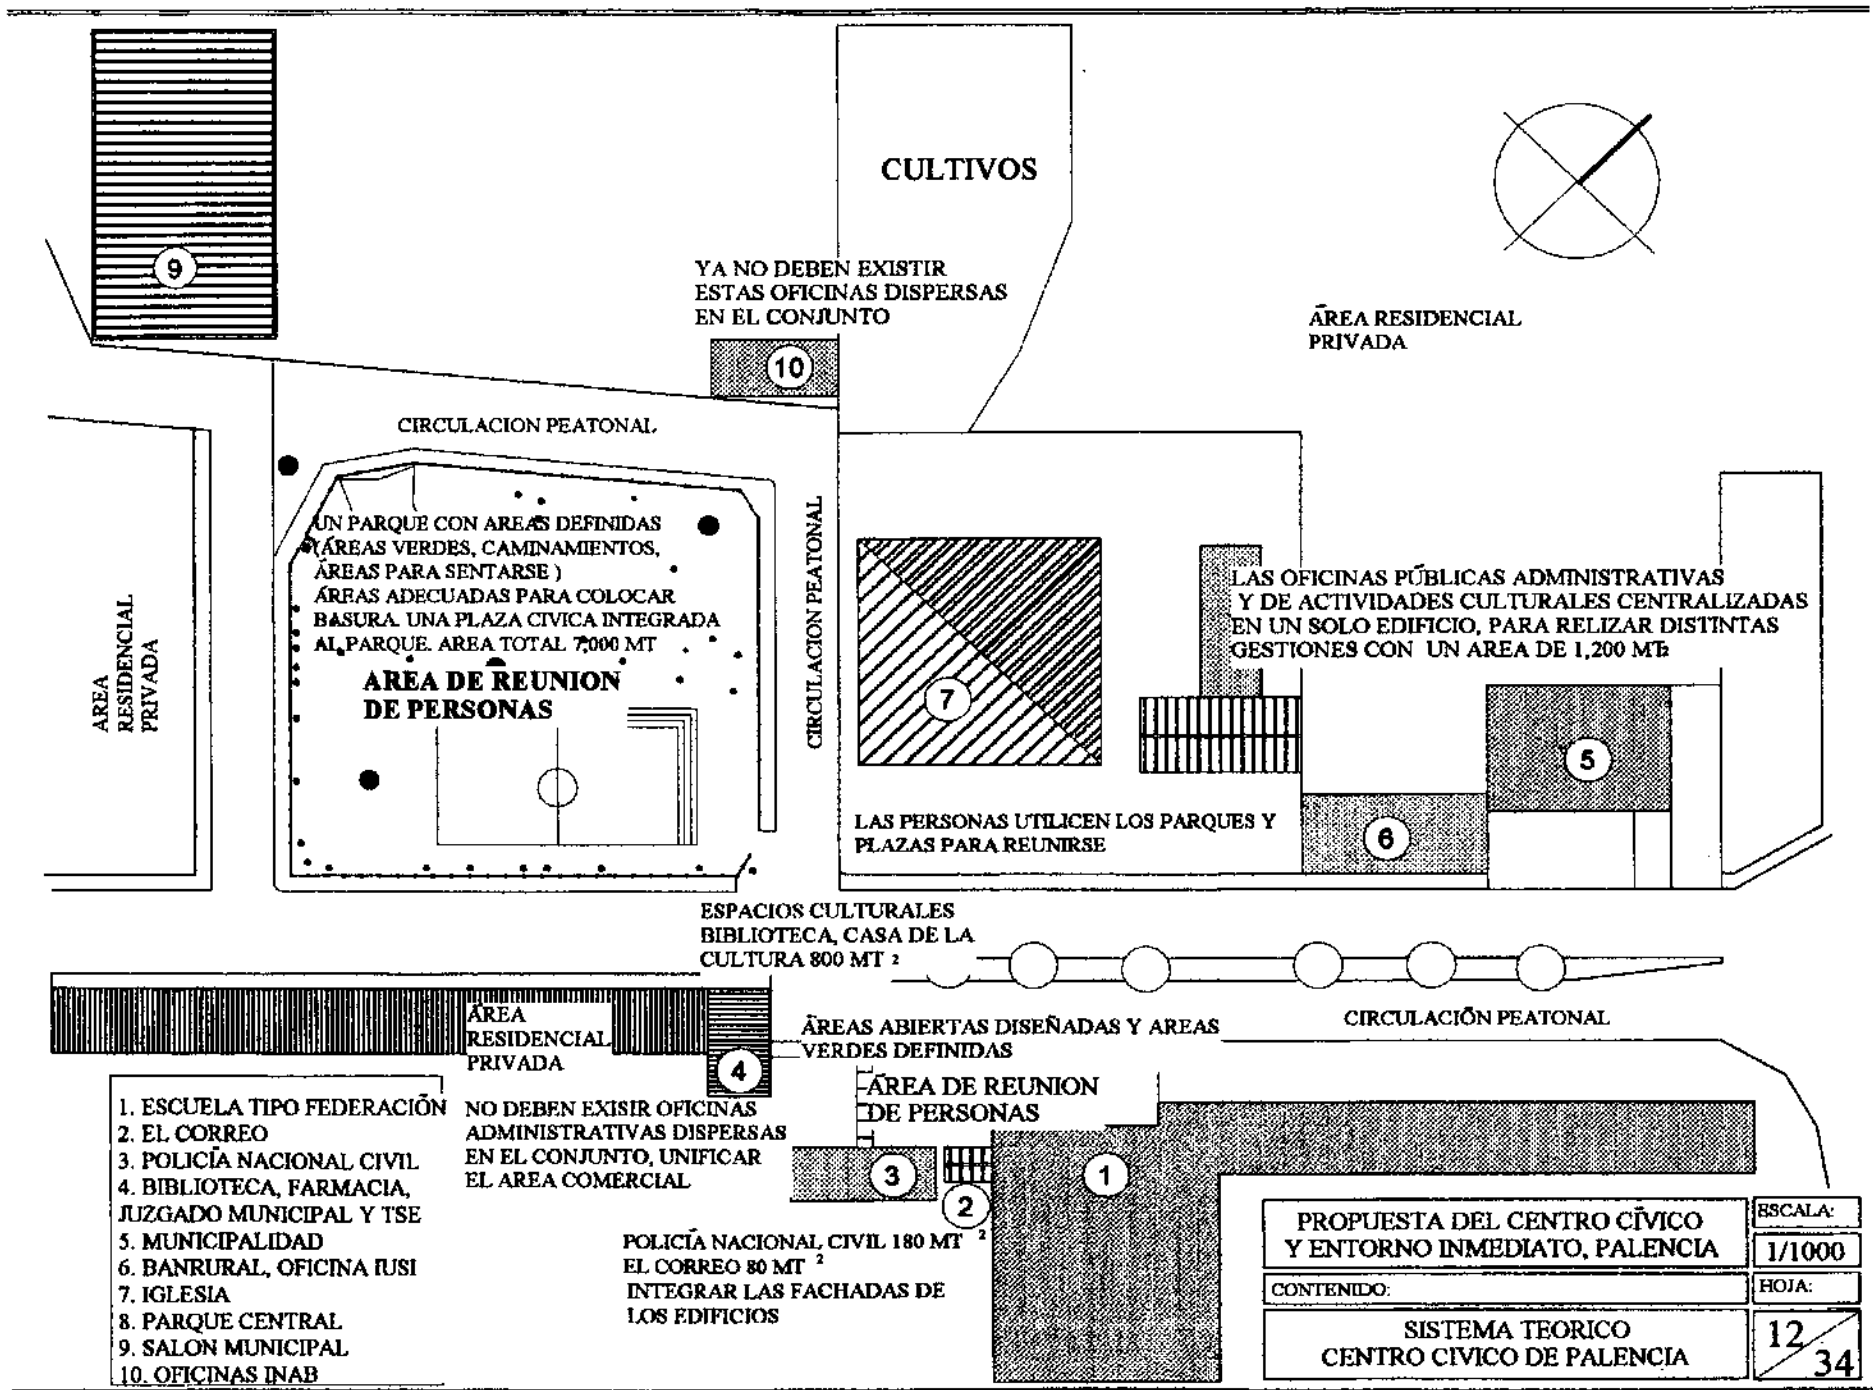 CULTIVOS
9
YA NO DEBEN EXISTIR
ESTAS OFICINAS DISPERSAS
EN EL CONJUNTO
10
ÁREA RESIDENCIAL
PRIVADA
CIRCULACION PEATONAL
UN PARQUE CON AREAS DEFINIDAS
(ÁREAS VERDES, CAMINAMIENTOS,
ÁREAS PARA SENTARSE )
ÁREAS ADECUADAS PARA COLOCAR
BASURA. UNA PLAZA CIVICA INTEGRADA
AL PARQUE. AREA TOTAL 7,000 MT
AREA DE REUNION
DE PERSONAS
AREA
RESIDENCIAL
PRIVADA
CIRCULACION PEATONAL
7
LAS OFICINAS PÚBLICAS ADMINISTRATIVAS
Y DE ACTIVIDADES CULTURALES CENTRALIZADAS
EN UN SOLO EDIFICIO, PARA RELIZAR DISTINTAS
GESTIONES CON UN AREA DE 1,200 MT2
5
6
LAS PERSONAS UTILICEN LOS PARQUES Y
PLAZAS PARA REUNIRSE
ESPACIOS CULTURALES
BIBLIOTECA, CASA DE LA
CULTURA 800 MT 2
CIRCULACIÓN PEATONAL
ÁREA
RESIDENCIAL
PRIVADA
4
ÁREAS ABIERTAS DISEÑADAS Y AREAS
VERDES DEFINIDAS
ÁREA DE REUNION
DE PERSONAS
NO DEBEN EXISIR OFICINAS
ADMINISTRATIVAS DISPERSAS
EN EL CONJUNTO, UNIFICAR
EL AREA COMERCIAL
3
2
1
POLICÍA NACIONAL CIVIL 180 MT 2
EL CORREO 80 MT 2
INTEGRAR LAS FACHADAS DE
LOS EDIFICIOS
1. ESCUELA TIPO FEDERACIÓN
2. EL CORREO
3. POLICÍA NACIONAL CIVIL
4. BIBLIOTECA, FARMACIA,
JUZGADO MUNICIPAL Y TSE
5. MUNICIPALIDAD
6. BANRURAL, OFICINA IUSI
7. IGLESIA
8. PARQUE CENTRAL
9. SALON MUNICIPAL
10. OFICINAS INAB
PROPUESTA DEL CENTRO CÍVICO
Y ENTORNO INMEDIATO, PALENCIA
ESCALA:
1/1000
CONTENIDO:
HOJA:
SISTEMA TEORICO
CENTRO CIVICO DE PALENCIA
12/34